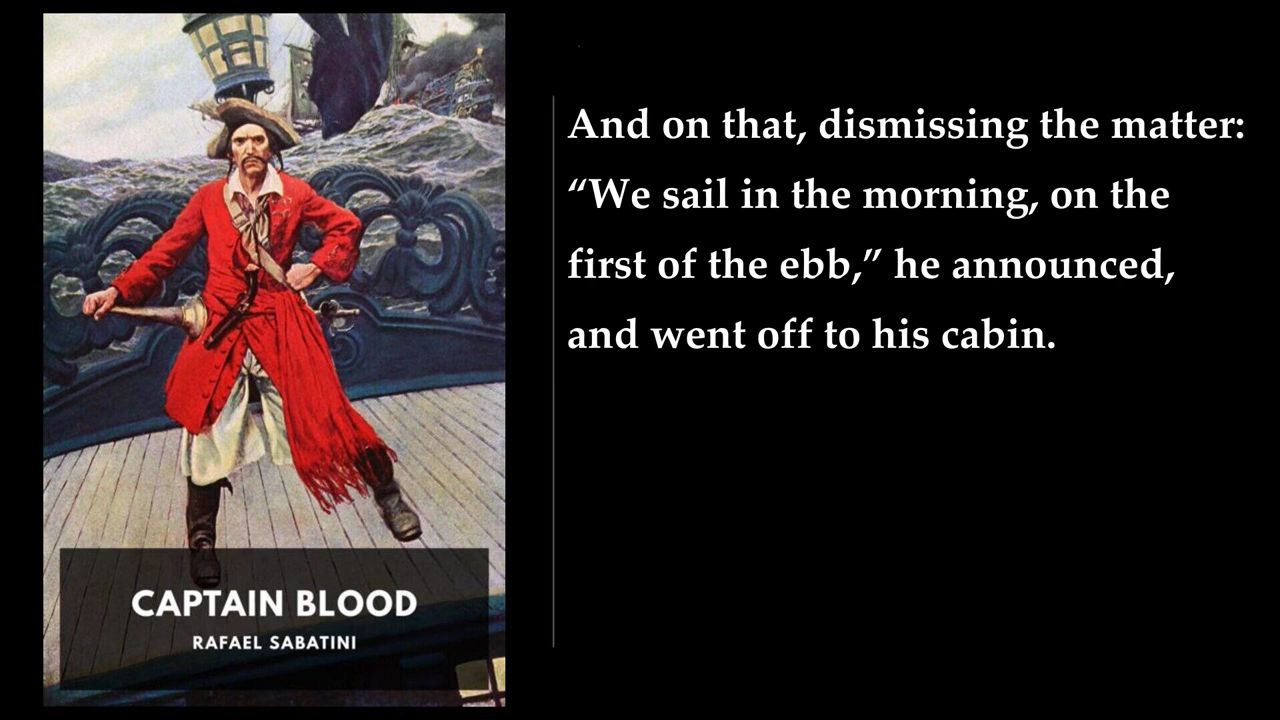 And on that, dismissing the matter:
“We sail in the morning, on the
first of the ebb,” he announced,
and went off to his cabin.
CAPTAIN BLOOD
RAFAEL SABATINI